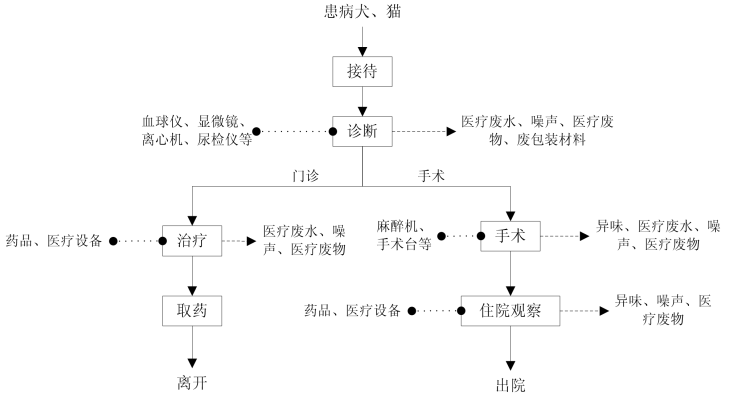 患病犬、猫
接待
血球仪、显微镜、
离心机、尿检仪等
诊断
医疗废水、噪声、医疗废
物、废包装材料
门诊
手术
药品、医疗设备
治疗
医疗废水、噪
声、医疗废物
麻醉机、
手术台等
手术
异味、医疗废水、噪
声、医疗废物
取药
药品、医疗设备
住院观察
异味、噪声、医
疗废物
离开
出院